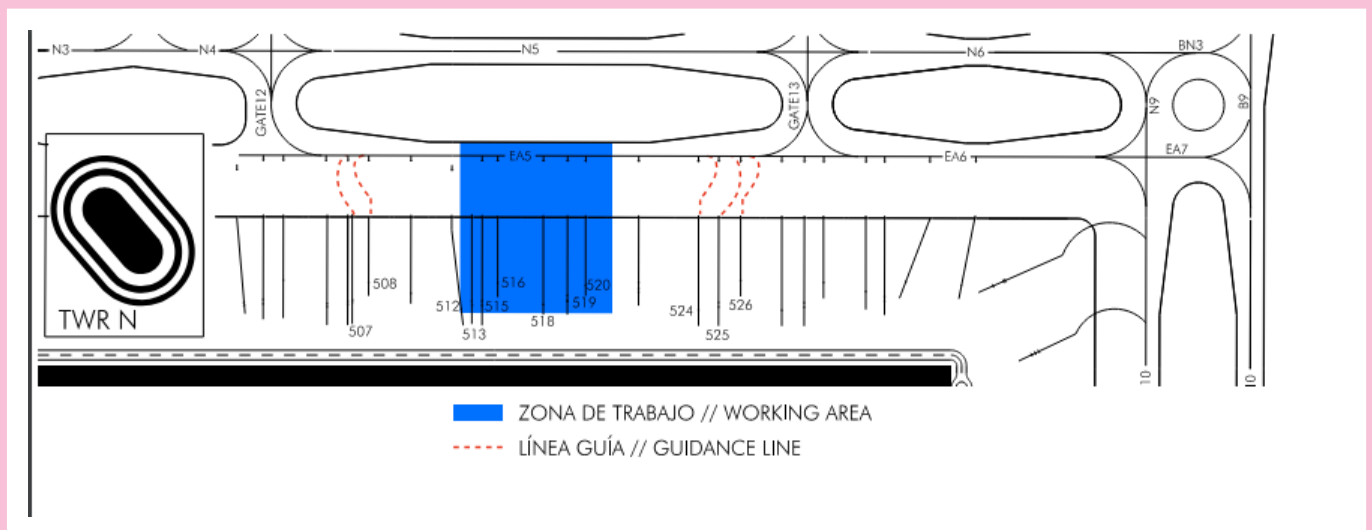 N3
N4
N5
N6
BN3
GATE12
GATE13
N9
B9
EA5
EA6
EA7
508
516
520
512
515
519
524
526
518
507
513
525
TWR N
10
ZONA DE TRABAJO // WORKING AREA
LÍNEA GUÍA // GUIDANCE LINE